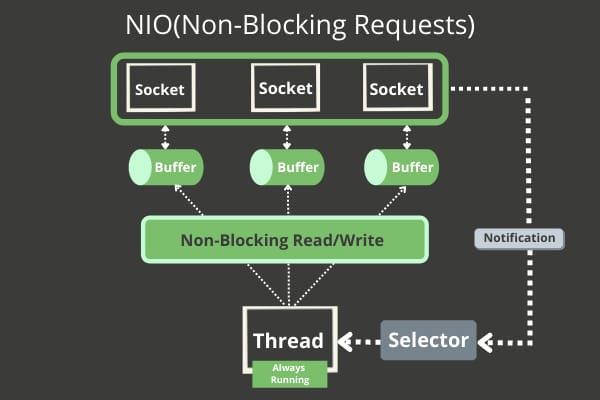 NIO(Non-Blocking Requests)
Socket
Socket
Socket
Buffer
Buffer
Buffer
Non-Blocking Read/Write
Notification
Thread
Selector
Always
Running